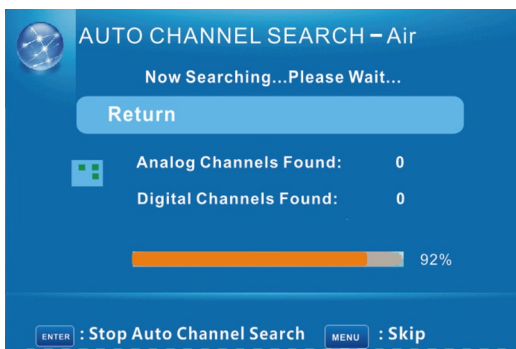 AUTO CHANNEL SEARCH – Air
Now Searching...Please Wait...
Return
Analog Channels Found: 0
Digital Channels Found: 0
92%
ENTER : Stop Auto Channel Search MENU : Skip